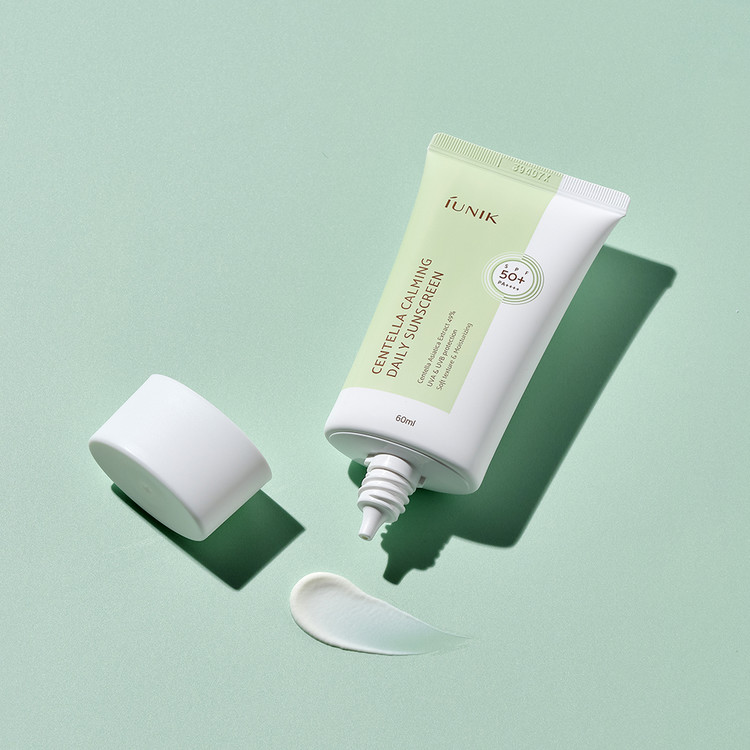 39407X
iUNIK
SPF
50+
PA++++
CENTELLA CALMING
DAILY SUNSCREEN
Centella Asiatica Extract 49%
UVA & UVB protection
Soft texture & Moisturizing
60ml